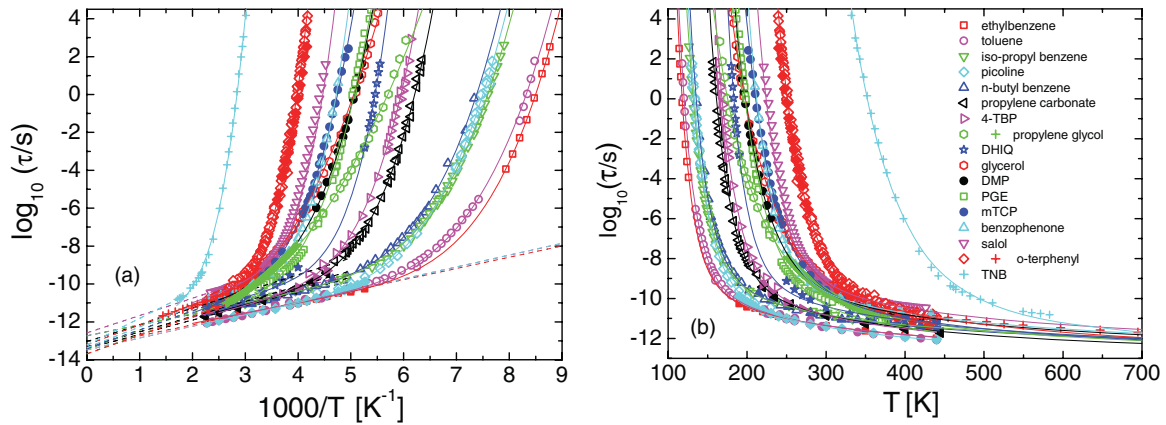 4
2
0
-2
-4
-6
-8
-10
-12
-14
log10 (τ/s)
(a)
0 1 2 3 4 5 6 7 8 9
1000/T [K-1]
4
2
0
-2
-4
-6
-8
-10
-12
log10(τ/s)
(b)
100 200 300 400 500 600 700
T [K]
ethylbenzene
toluene
iso-propyl benzene
picoline
n-butyl benzene
propylene carbonate
4-TBP
propylene glycol
DHIQ
glycerol
DMP
PGE
mTCP
benzophenone
salol
o-terphenyl
TNB